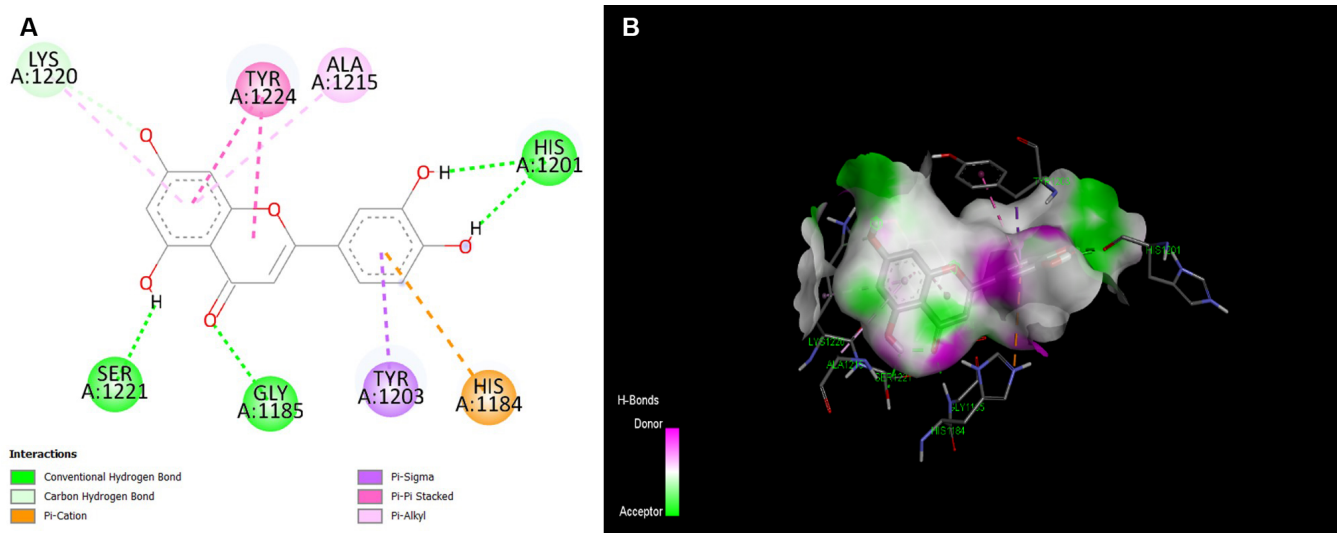 A
LYS
A:1220
TYR
A:1224
ALA
A:1215
HIS
A:1201
O
O
H
H
O
O
O
H
O
SER
A:1221
GLY
A:1185
TYR
A:1203
HIS
A:1184
Interactions
Conventional Hydrogen Bond
Carbon Hydrogen Bond
Pi-Cation
Pi-Sigma
Pi-Pi Stacked
Pi-Alkyl
B
HIS1201
LYS1220
SER1221
GLY1185
HIS1184
H-Bonds
Donor
Acceptor